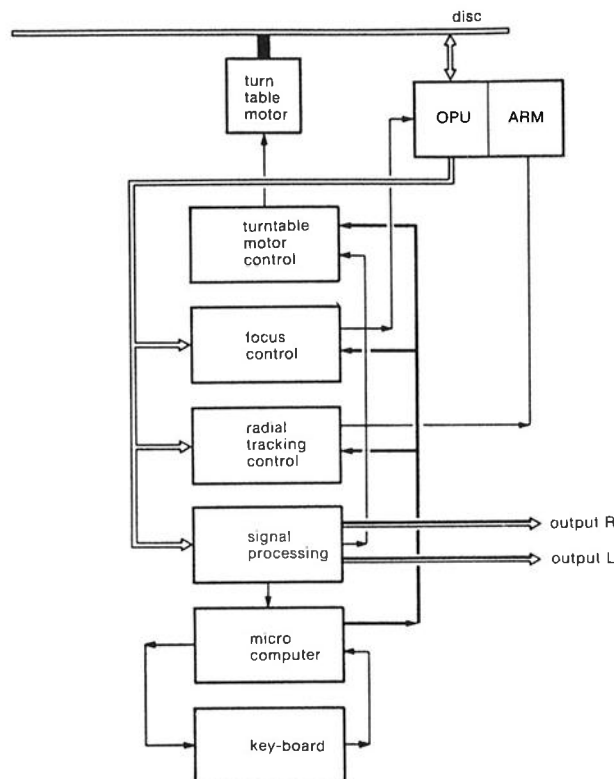 disc
turn
table
motor
OPU
ARM
turntable
motor
control
focus
control
radial
tracking
control
signal
processing
output R
output L
micro
computer
key-board